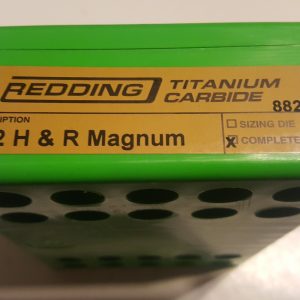 REDDING TITANIUM
CARBIDE
882
IPTION
2 H & R Magnum
SIZING DIE
COMPLETE